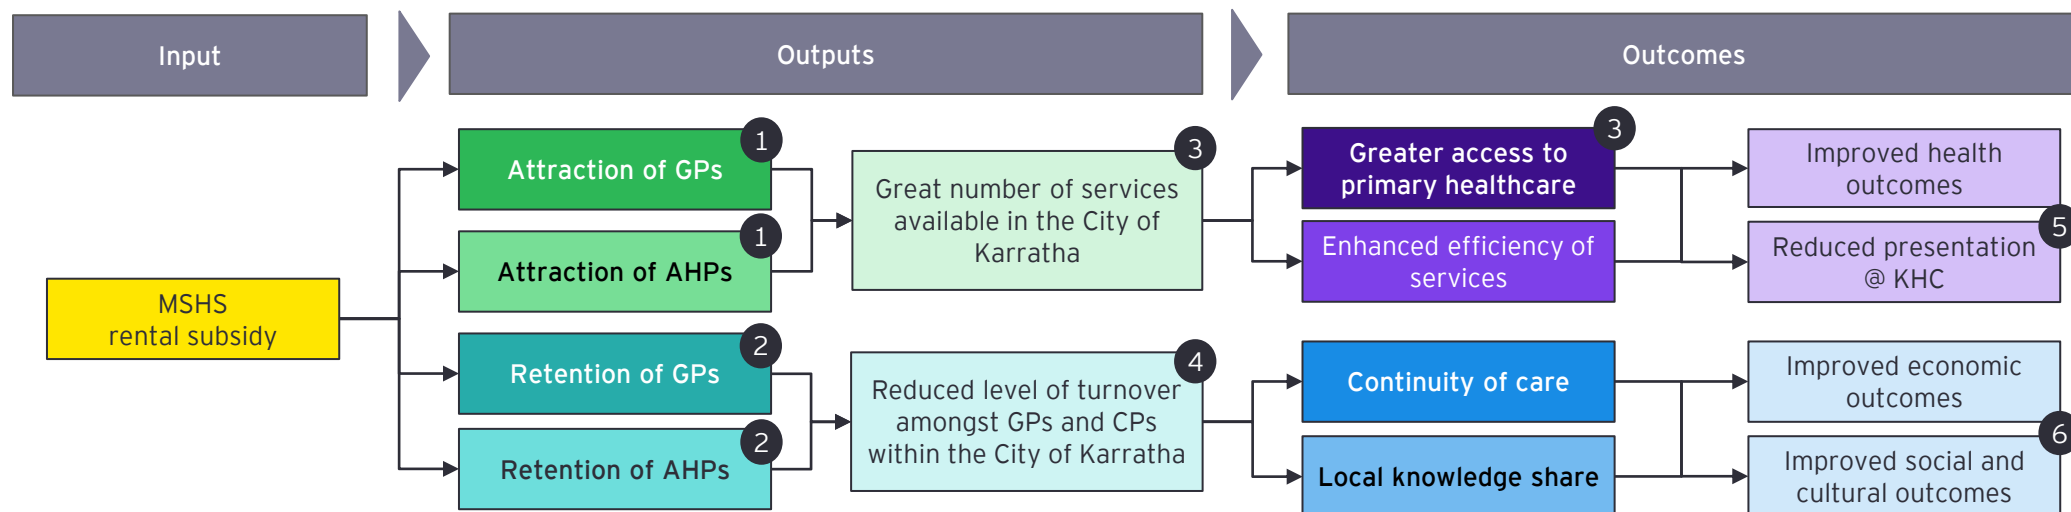 Input
Outputs
Outcomes
MSHS
rental subsidy
1
Attraction of GPs
1
Attraction of AHPs
2
Retention of GPs
2
Retention of AHPs
3
Great number of services
available in the City of
Karratha
4
Reduced level of turnover
amongst GPs and CPs
within the City of Karratha
3
Greater access to
primary healthcare
Enhanced efficiency of
services
Continuity of care
Local knowledge share
Improved health
outcomes
5
Reduced presentation
@ KHC
Improved economic
outcomes
6
Improved social and
cultural outcomes